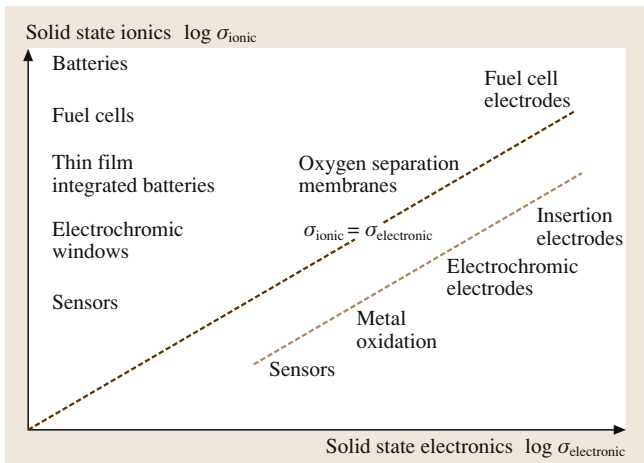 Solid state ionics log σionic
Batteries
Fuel cell
electrodes
Fuel cells
Thin film
integrated batteries
Oxygen separation
membranes
Electrochromic
windows
σionic = σelectronic
Insertion
electrodes
Electrochromic
electrodes
Sensors
Metal
oxidation
Sensors
Solid state electronics log σelectronic